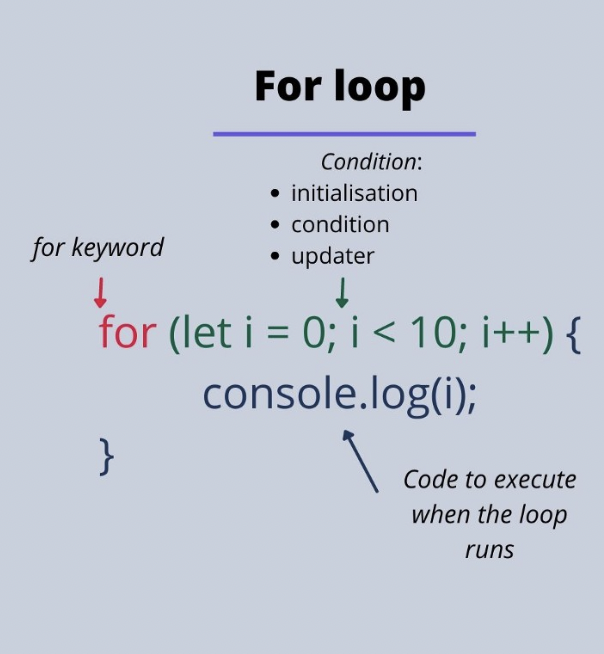 For loop
Condition:
• initialisation
• condition
• updater
for keyword
for (let i = 0; i < 10; i++) {
console.log(i);
}
Code to execute
when the loop
runs